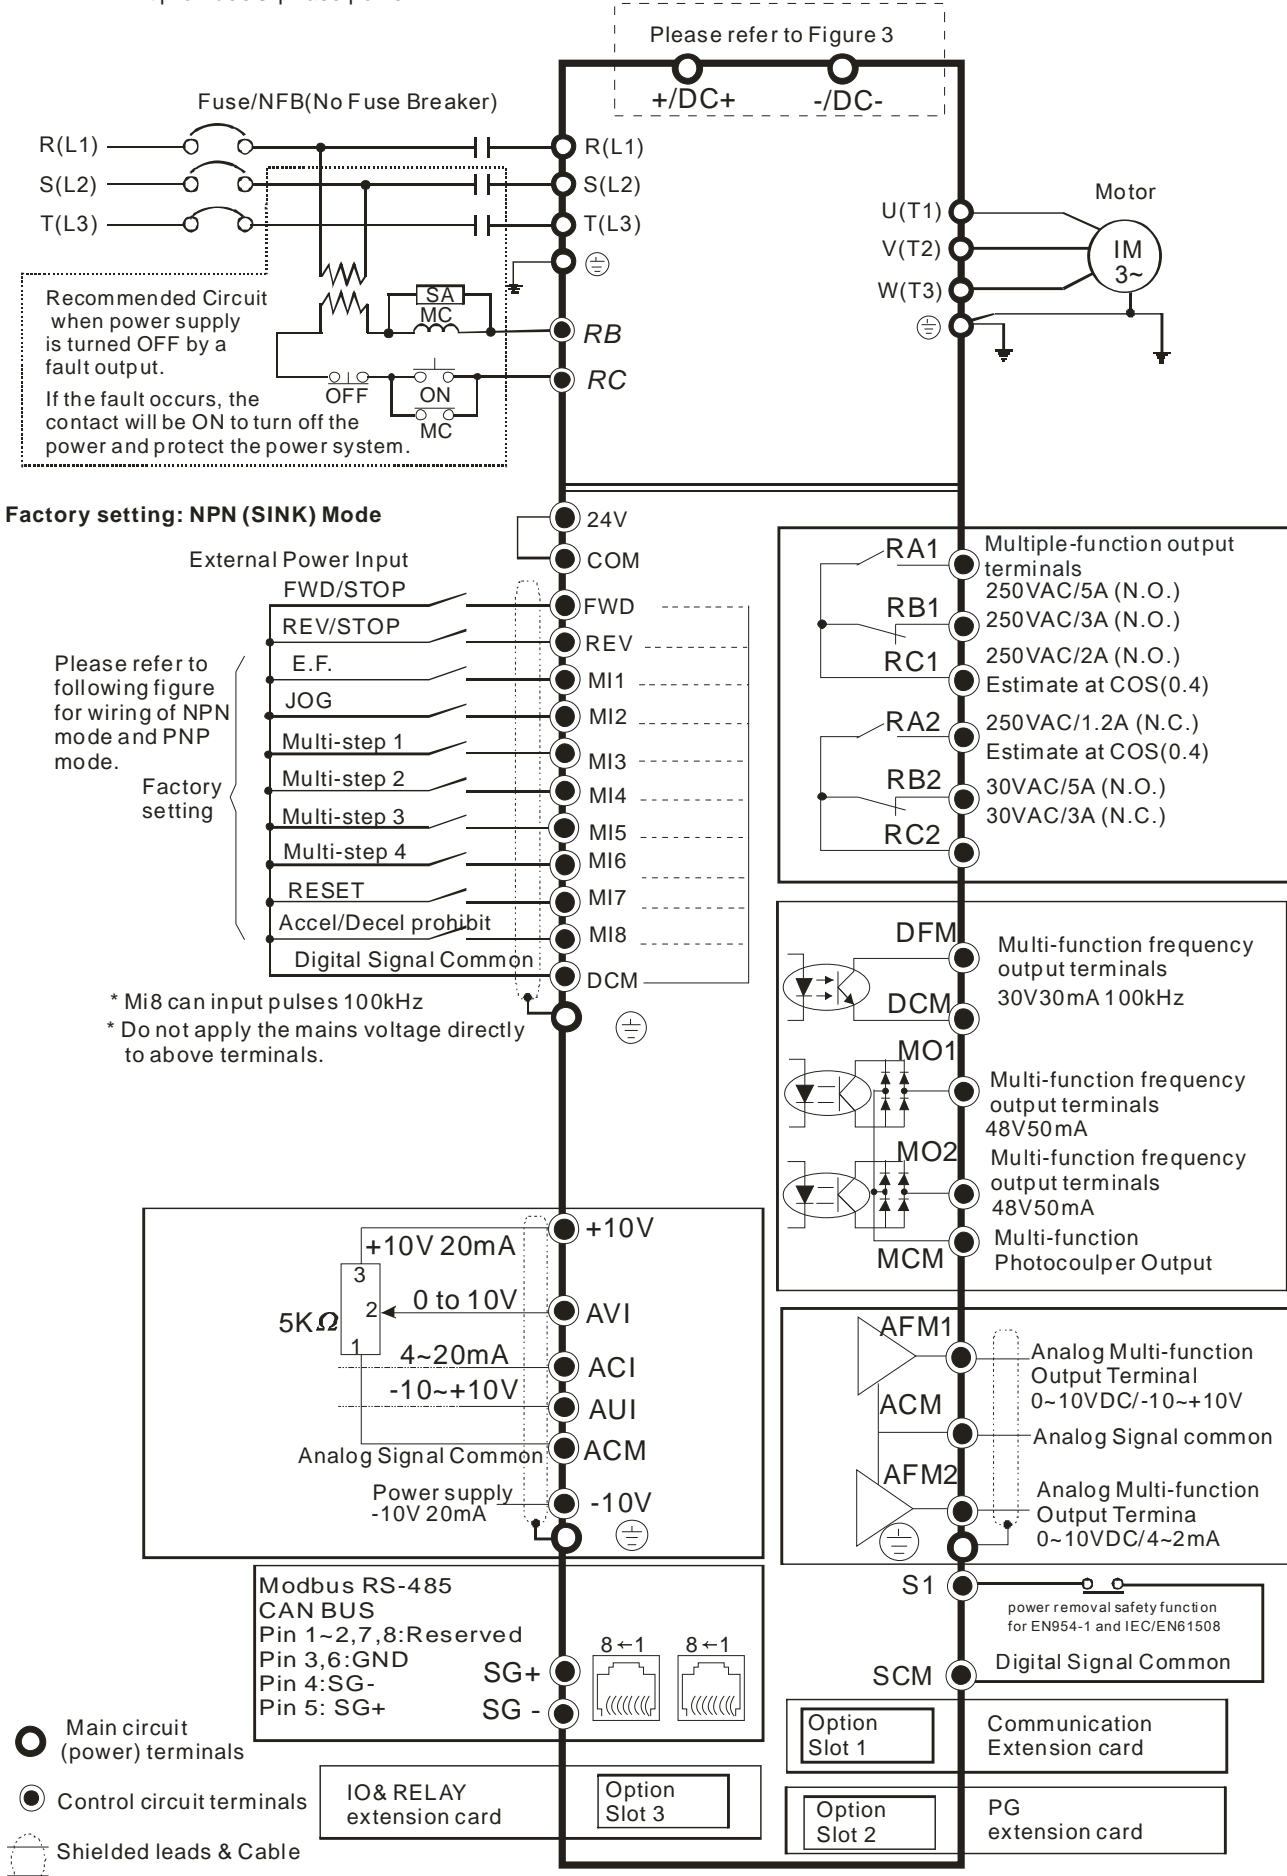 Please refer to Figure 3
+/DC+
-/DC-
Fuse/NFB(No Fuse Breaker)
R(L1)
S(L2)
T(L3)
R(L1)
S(L2)
T(L3)
Recommended Circuit
when power supply
is turned OFF by a
fault output.
If the fault occurs, the
contact will be ON to turn off the
power and protect the power system.
SA
MC
OFF
ON
MC
RB
RC
U(T1)
V(T2)
W(T3)
Motor
IM
3~
Factory setting: NPN (SINK) Mode
24V
COM
External Power Input
FWD/STOP
REV/STOP
E.F.
JOG
Multi-step 1
Multi-step 2
Multi-step 3
Multi-step 4
RESET
Accel/Decel prohibit
Digital Signal Common
Please refer to
following figure
for wiring of NPN
mode and PNP
mode.
Factory
setting
FWD
REV
MI1
MI2
MI3
MI4
MI5
MI6
MI7
MI8
DCM
* Mi8 can input pulses 100kHz
* Do not apply the mains voltage directly
to above terminals.
RA1
RB1
RC1
RA2
RB2
RC2
Multiple-function output
terminals
250VAC/5A (N.O.)
250VAC/3A (N.O.)
250VAC/2A (N.O.)
Estimate at COS(0.4)
250VAC/1.2A (N.C.)
Estimate at COS(0.4)
30VAC/5A (N.O.)
30VAC/3A (N.C.)
DFM
DCM
Multi-function frequency
output terminals
30V30mA 100kHz
MO1
Multi-function frequency
output terminals
48V50mA
MO2
Multi-function frequency
output terminals
48V50mA
MCM
Multi-function
Photocoulper Output
+10V
+10V 20mA
3
2
1
5KΩ
0 to 10V
AVI
4~20mA
ACI
-10~+10V
AUI
Analog Signal Common
ACM
Power supply
-10V 20mA
-10V
AFM1
Analog Multi-function
Output Terminal
0~10VDC/-10~+10V
ACM
Analog Signal common
AFM2
Analog Multi-function
Output Termina
0~10VDC/4~2mA
Modbus RS-485
CAN BUS
Pin 1~2,7,8:Reserved
Pin 3,6:GND
Pin 4:SG-
Pin 5: SG+
SG+
SG -
8←1
8←1
S1
power removal safety function
for EN954-1 and IEC/EN61508
SCM
Digital Signal Common
Option
Slot 1
Communication
Extension card
IO& RELAY
extension card
Option
Slot 3
Option
Slot 2
PG
extension card
Main circuit
(power) terminals
Control circuit terminals
Shielded leads & Cable